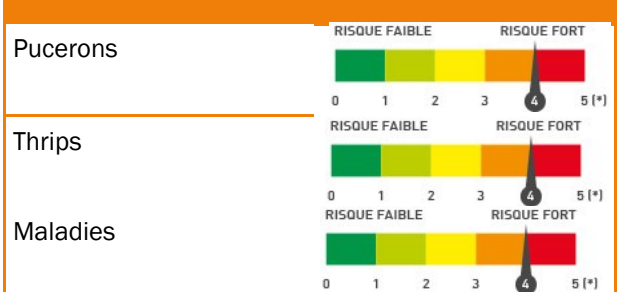 RISQUE FAIBLE RISQUE FORT
Pucerons
0 1 2 3 4 5 (*)
RISQUE FAIBLE RISQUE FORT
Thrips
0 1 2 3 4 5 (*)
RISQUE FAIBLE RISQUE FORT
Maladies
0 1 2 3 4 5 (*)